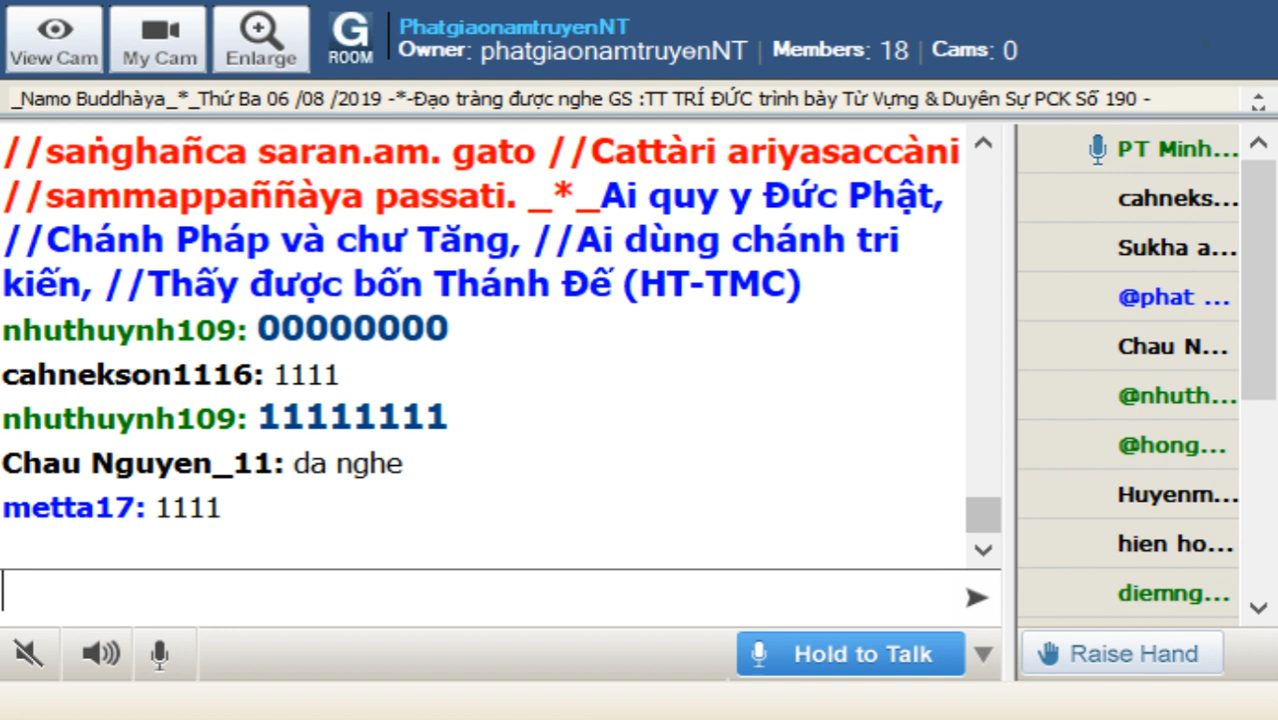 View Cam
My Cam
Enlarge
G
ROOM
PhatgiaonamtruyenNT
Owner: phatgiaonamtruyenNT | Members: 18 | Cams: 0
_Namo Buddhàya_*_Thứ Ba 06 /08 /2019 -*-Đạo tràng được nghe GS :TT TRÍ ĐỨC trình bày Từ Vựng & Duyên Sự PCK Số 190 -
//saṅghañca saran.am. gato //Cattàri ariyasaccàni
//sammappaññàya passati. _*_Ai quy y Đức Phật,
//Chánh Pháp và chư Tăng, //Ai dùng chánh tri
kiến, //Thấy được bốn Thánh Đế (HT-TMC)
nhuthuynh109: 00000000
cahnekson1116: 1111
nhuthuynh109: 11111111
Chau Nguyen_11: da nghe
metta17: 1111
PT Minh...
cahneks...
Sukha a...
@phat ...
Chau N...
@nhuth...
@hong...
Huyenm...
hien ho...
diemng...
Hold to Talk
Raise Hand